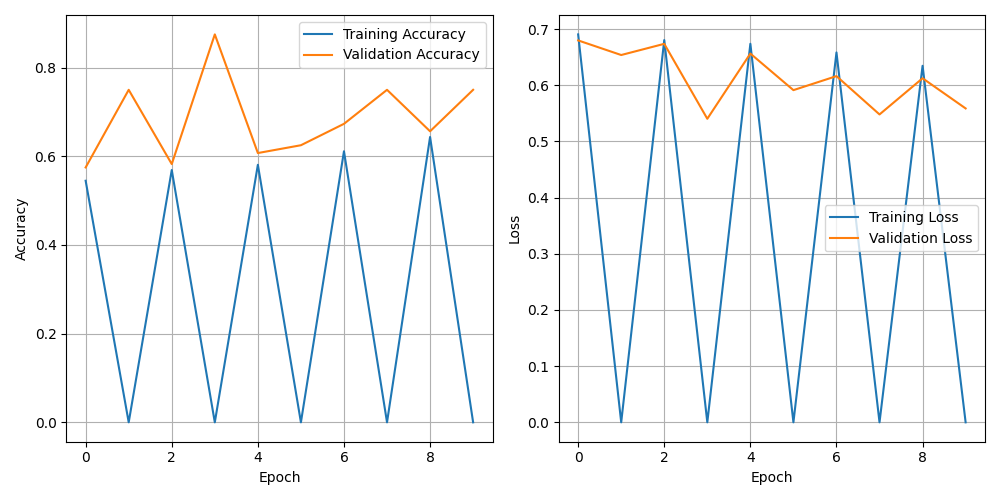 Training Accuracy
Validation Accuracy
0.8
0.6
0.4
0.2
0.0
Accuracy
0 2 4 6 8
Epoch
0.7
0.6
0.5
0.4
0.3
0.2
0.1
0.0
Loss
Training Loss
Validation Loss
0 2 4 6 8
Epoch